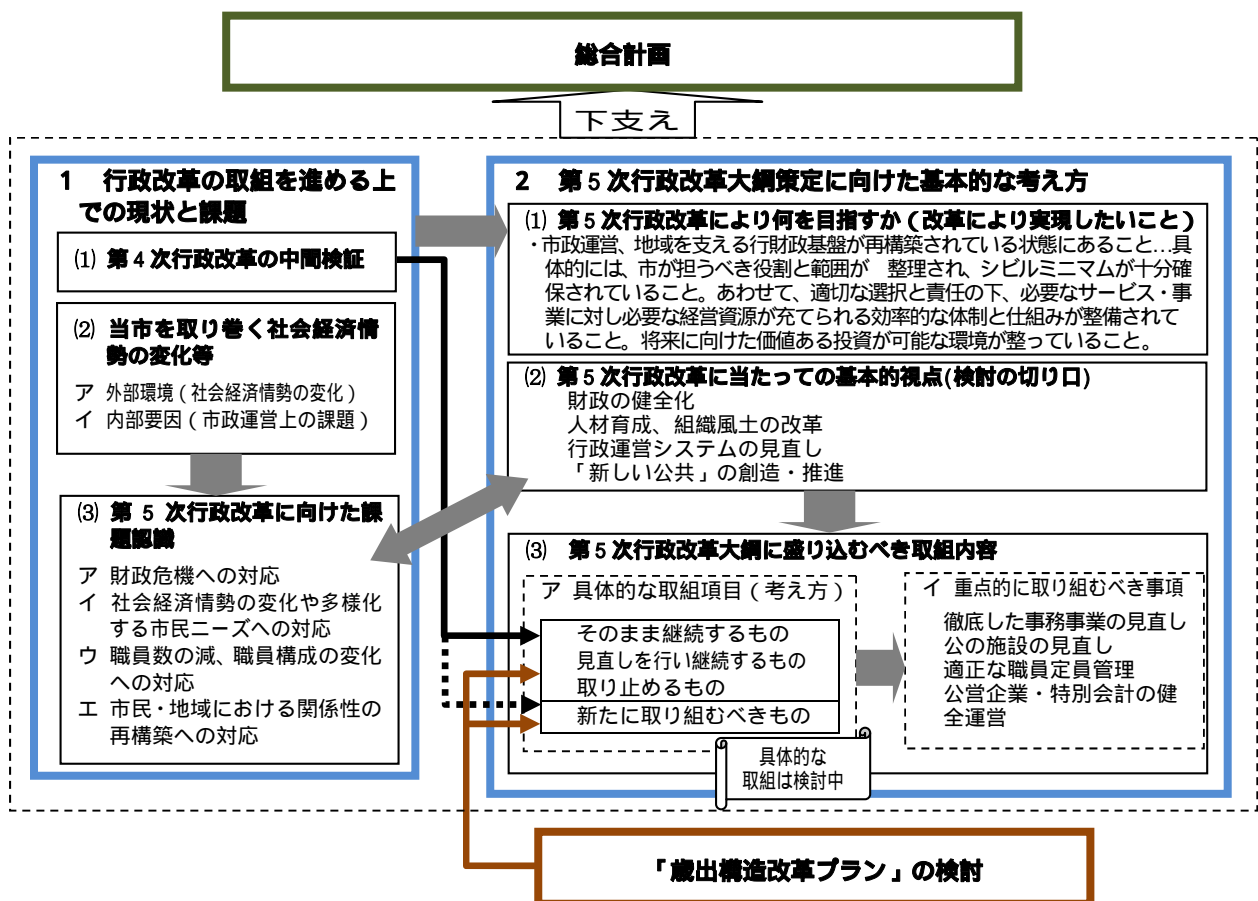 総合計画
下支え
1 行政改革の取組を進める上
での現状と課題
⑴ 第4次行政改革の中間検証
⑵ 当市を取り巻く社会経済情
勢の変化等
ア 外部環境(社会経済情勢の変化)
イ 内部要因(市政運営上の課題)
⑶ 第5次行政改革に向けた課
題認識
ア 財政危機への対応
イ 社会経済情勢の変化や多様化
する市民ニーズへの対応
ウ 職員数の減、職員構成の変化
への対応
エ 市民・地域における関係性の
再構築への対応
2 第5次行政改革大綱策定に向けた基本的な考え方
⑴ 第5次行政改革により何を目指すか(改革により実現したいこと)
・市政運営、地域を支える行財政基盤が再構築されている状態にあること…具
体的には、市が担うべき役割と範囲が 整理され、シビルミニマムが十分確
保されていること。あわせて、適切な選択と責任の下、必要なサービス・事
業に対し必要な経営資源が充てられる効率的な体制と仕組みが整備されて
いること。将来に向けた価値ある投資が可能な環境が整っていること。
⑵ 第5次行政改革に当たっての基本的視点(検討の切り口)
財政の健全化
人材育成、組織風土の改革
行政運営システムの見直し
「新しい公共」の創造・推進
⑶ 第5次行政改革大綱に盛り込むべき取組内容
ア 具体的な取組項目(考え方)
そのまま継続するもの
見直しを行い継続するもの
取り止めるもの
新たに取り組むべきもの
具体的な
取組は検討中
イ 重点的に取り組むべき事項
徹底した事務事業の見直し
公の施設の見直し
適正な職員定員管理
公営企業・特別会計の健
全運営
「歳出構造改革プラン」の検討